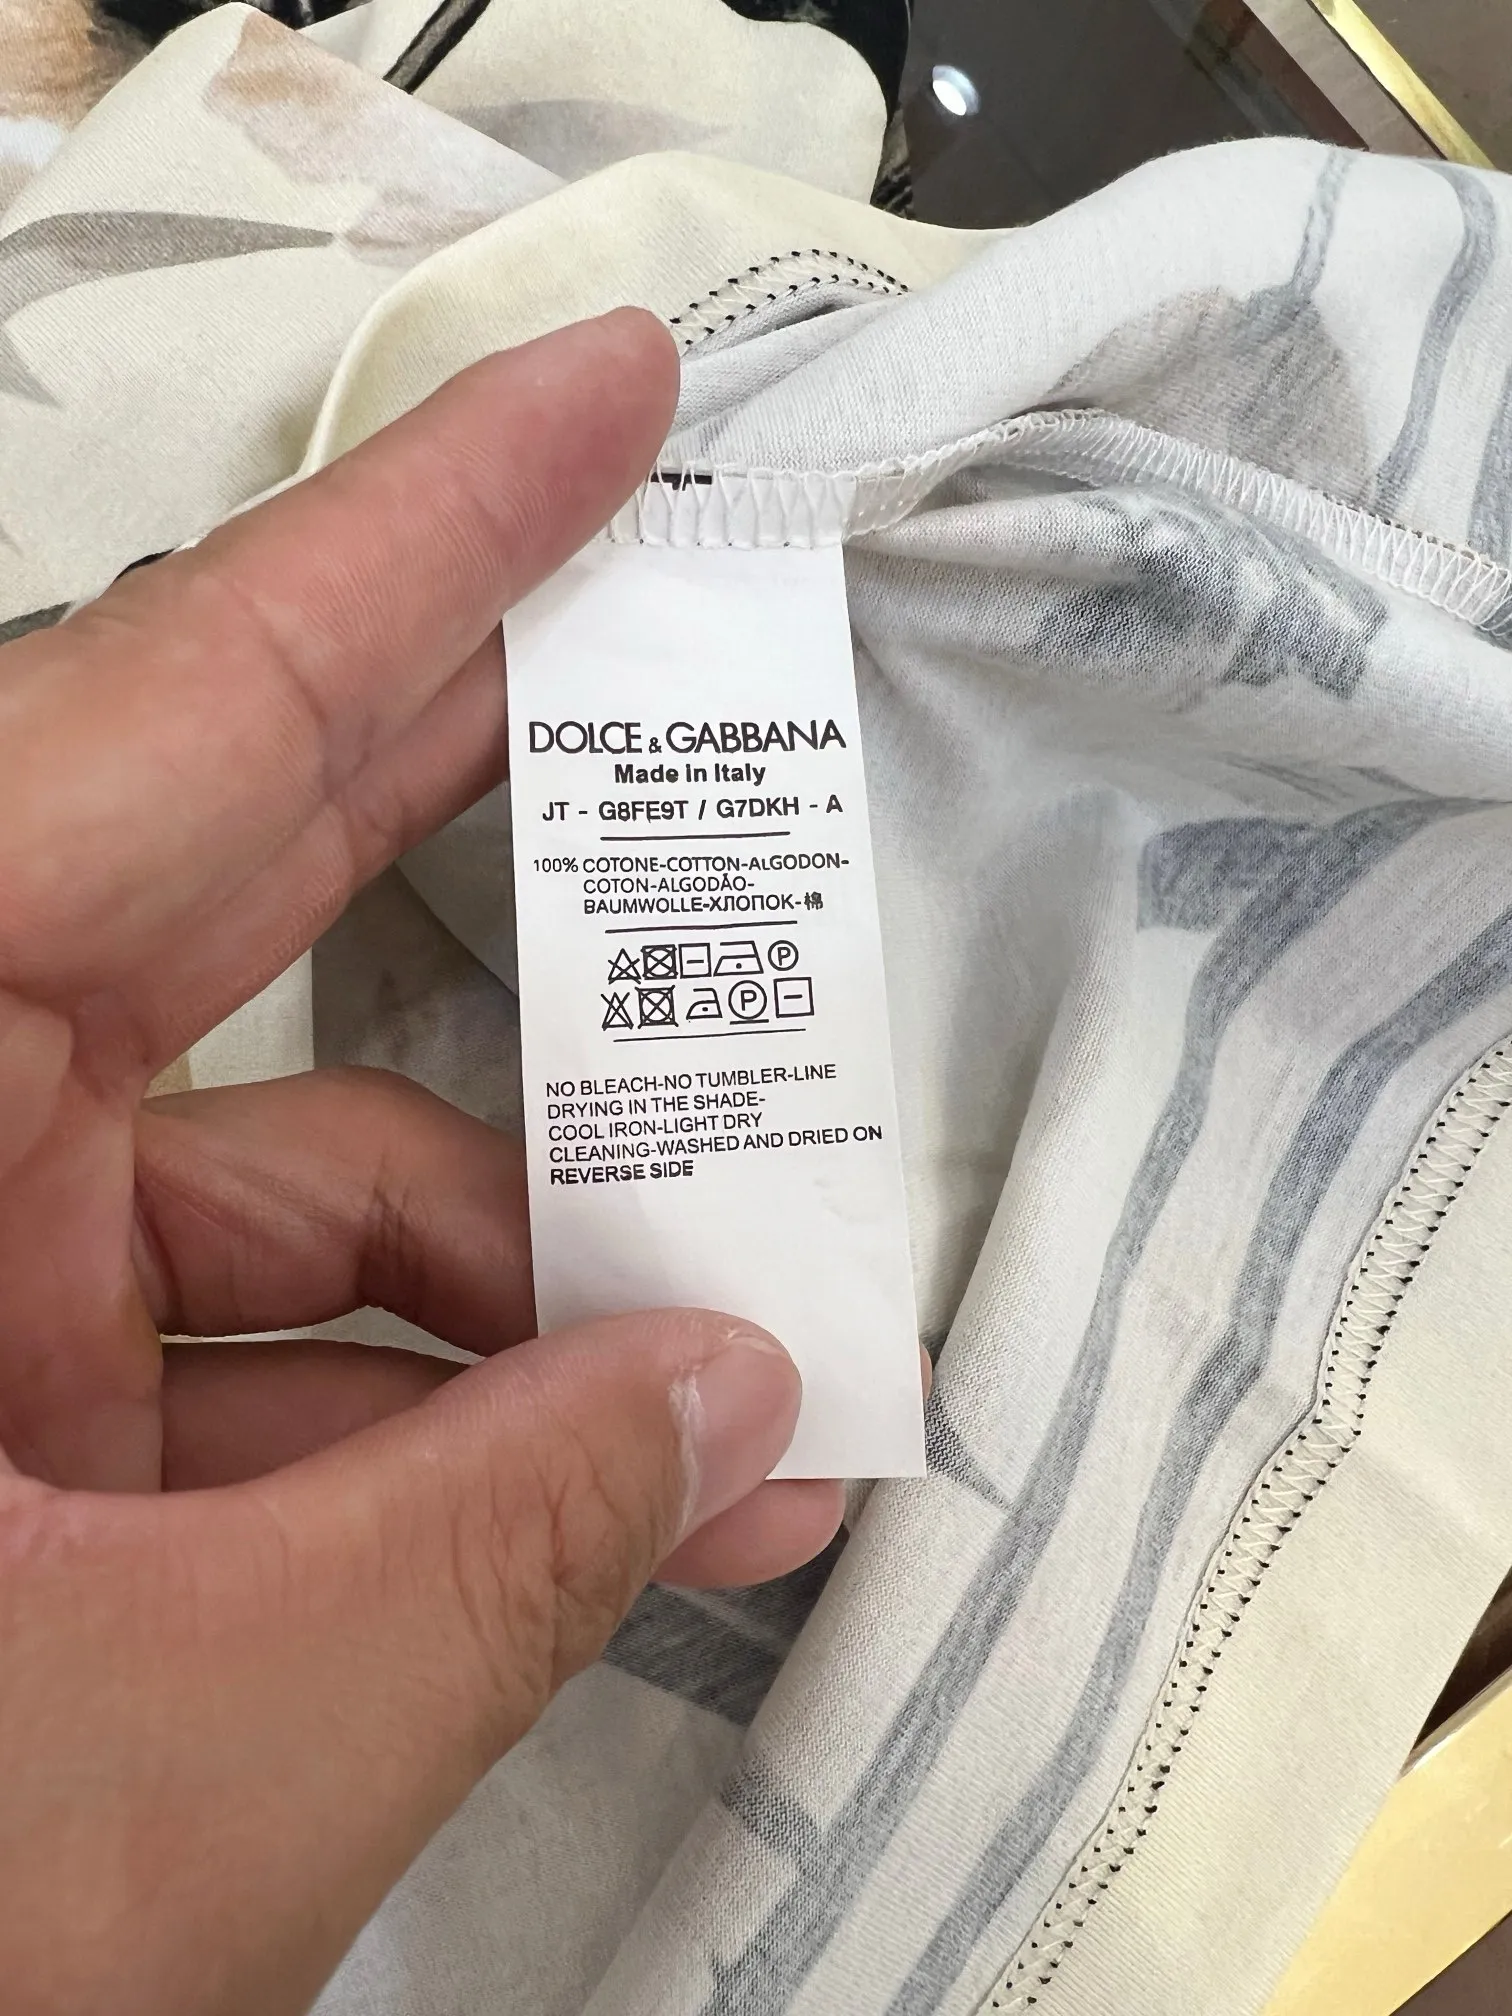 DOLCE & GABBANA
Made in Italy
JT - G8FE9T / G7DKH - A
100% COTONE-COTTON-ALGODON-
COTON-ALGODÃO-
BAUMWOLLE-ХЛОПОК-棉
P
P
NO BLEACH-NO TUMBLER-LINE
DRYING IN THE SHADE-
COOL IRON-LIGHT DRY
CLEANING-WASHED AND DRIED ON
REVERSE SIDE